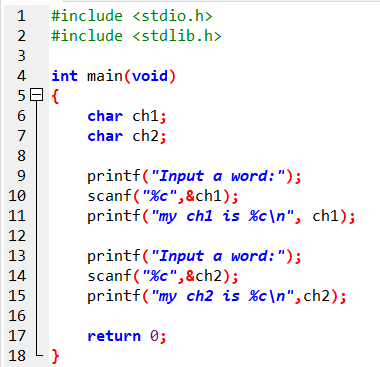 1 #include <stdio.h>
2 #include <stdlib.h>
3
4 int main(void)
5 {
6 char ch1;
7 char ch2;
8
9 printf("Input a word:");
10 scanf("%c",&ch1);
11 printf("my ch1 is %c\n", ch1);
12
13 printf("Input a word:");
14 scanf("%c",&ch2);
15 printf("my ch2 is %c\n",ch2);
16
17 return 0;
18 }